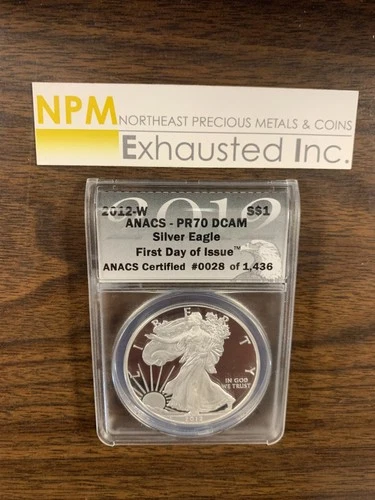 NPM NORTHEAST PRECIOUS METALS & COINS
Exhausted Inc.
2012
2012-W S$1
ANACS - PR70 DCAM
Silver Eagle
First Day of Issue™
ANACS Certified #0028 of 1,436
LIBERTY
IN GOD
WE TRUST
2012